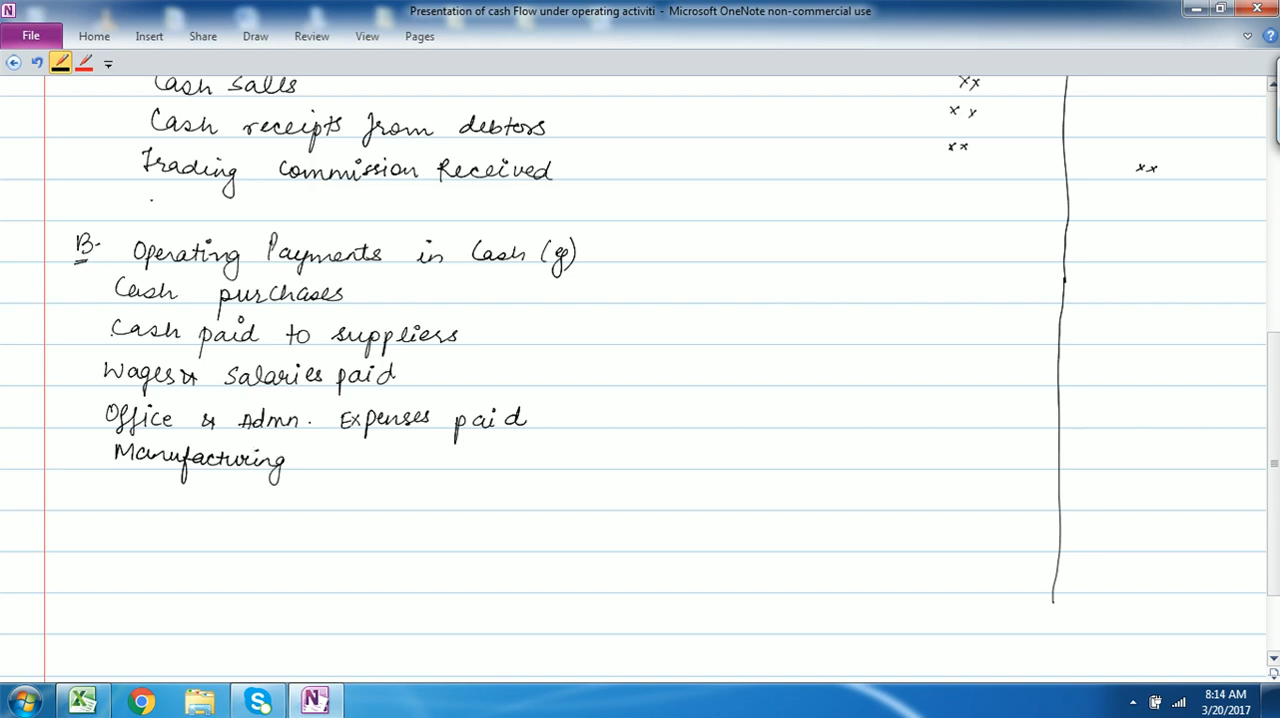 Presentation of cash Flow under operating activiti - Microsoft OneNote non-commercial use
File Home Insert Share Draw Review View Pages
Cash Salls xx
Cash receipts from debtors x y
Trading Commission Received xx xx
B- Operating Payments in Cash (
Cash purchases
Cash paid to suppliers
Wages & Salaries paid
Office & Admn. Expenses paid
Manufacturing
8:14 AM
3/20/2017